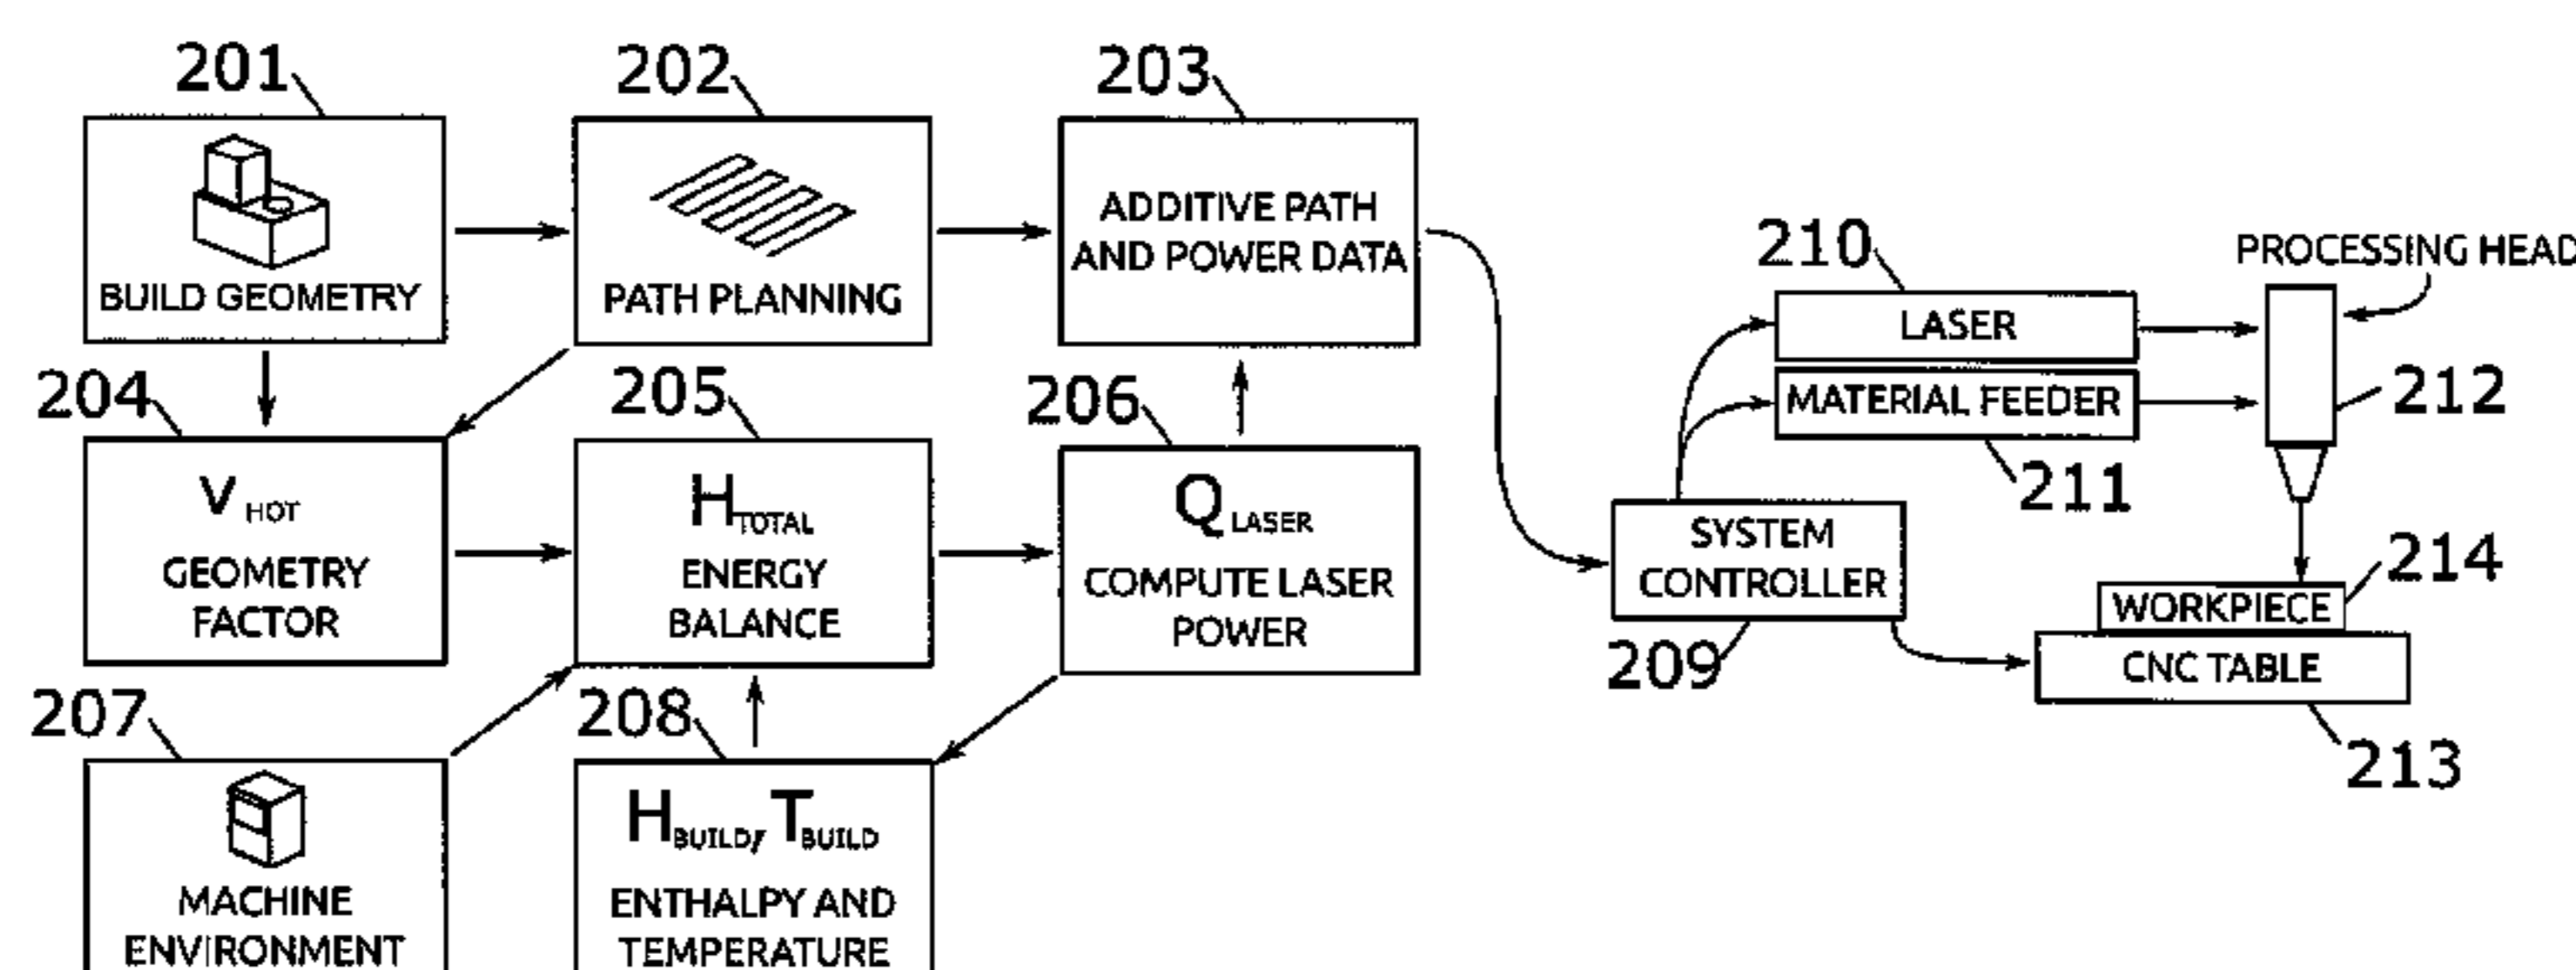 201
202
203
BUILD GEOMETRY
PATH PLANNING
ADDITIVE PATH
AND POWER DATA
204
205
206
V HOT
GEOMETRY
FACTOR
H TOTAL
ENERGY
BALANCE
Q LASER
COMPUTE LASER
POWER
207
208
MACHINE
ENVIRONMENT
H BUILD, T BUILD
ENTHALPY AND
TEMPERATURE
210
PROCESSING HEAD
LASER
MATERIAL FEEDER
212
211
SYSTEM
CONTROLLER
209
214
WORKPIECE
CNC TABLE
213